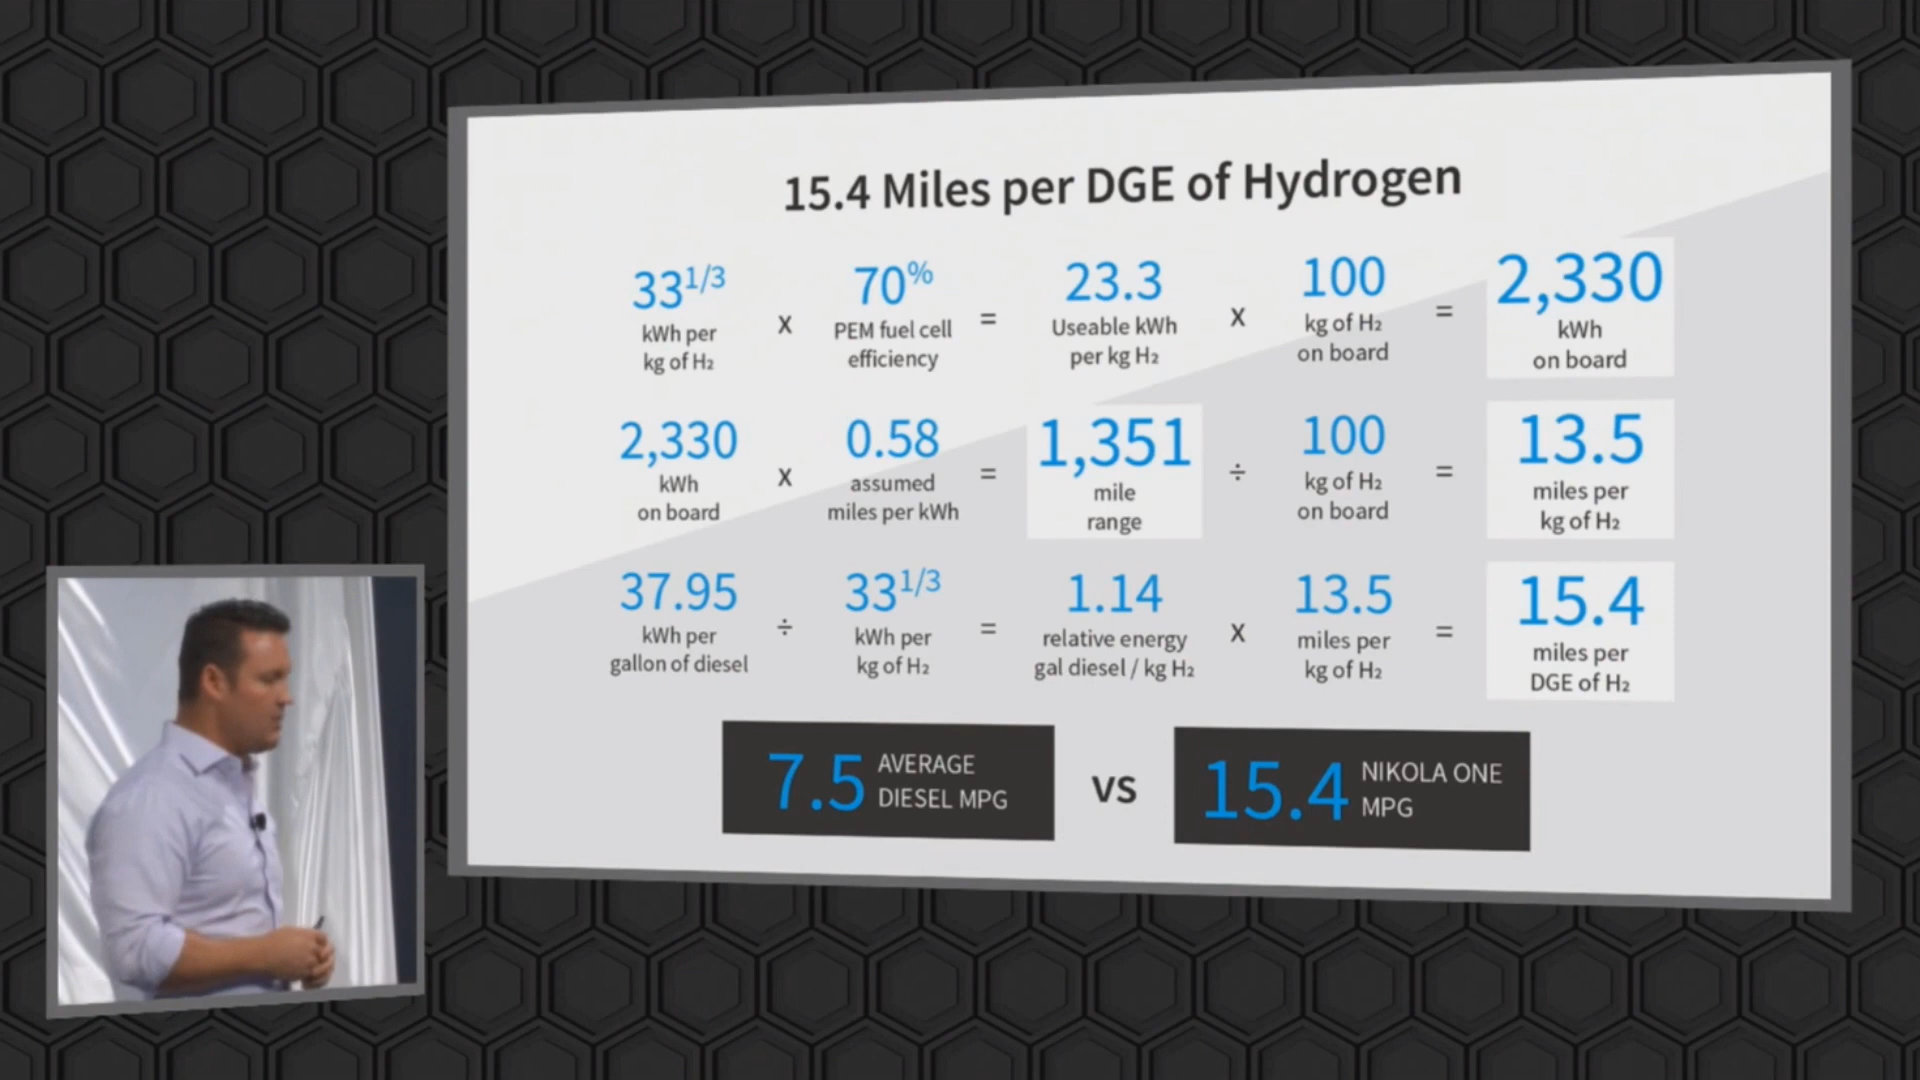 15.4 Miles per DGE of Hydrogen
33 1/3 x 70% = 23.3 x 100 = 2,330
kWh per PEM fuel cell Useable kWh kg of H₂ kWh
kg of H₂ efficiency per kg H₂ on board on board
2,330 x 0.58 = 1,351 ÷ 100 = 13.5
kWh assumed mile kg of H₂ miles per
on board miles per kWh range on board kg of H₂
37.95 ÷ 33 1/3 = 1.14 x 13.5 = 15.4
kWh per kWh per relative energy miles per miles per
gallon of diesel kg of H₂ gal diesel / kg H₂ kg of H₂ DGE of H₂
7.5 AVERAGE
DIESEL MPG
VS
15.4 NIKOLA ONE
MPG